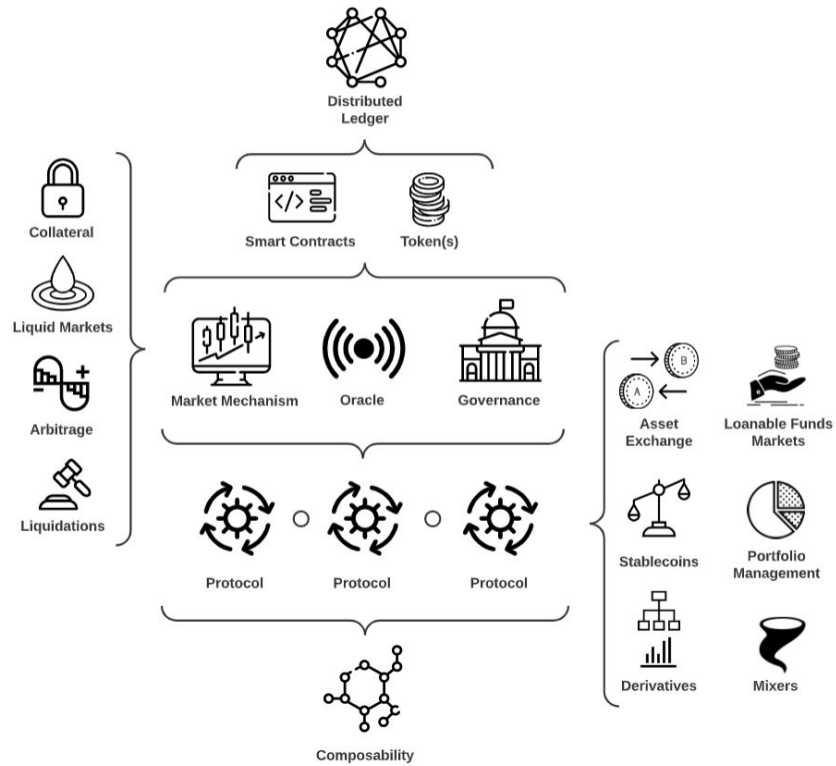 Distributed
Ledger
Smart Contracts
Token(s)
Collateral
Liquid Markets
Arbitrage
Liquidations
Market Mechanism
Oracle
Governance
Protocol
Protocol
Protocol
B
A
Asset
Exchange
Loanable Funds
Markets
Stablecoins
Portfolio
Management
Derivatives
Mixers
Composability